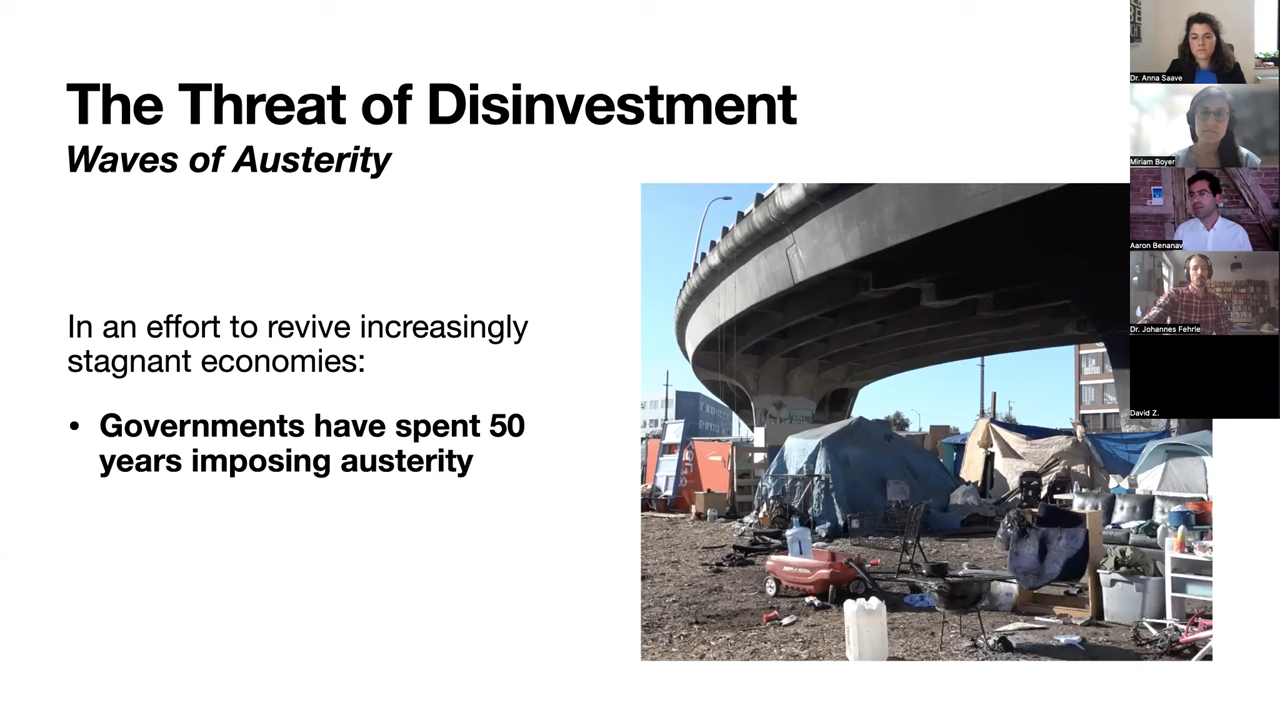 The Threat of Disinvestment
Waves of Austerity
In an effort to revive increasingly
stagnant economies:
• Governments have spent 50
years imposing austerity
Dr. Anna Saave
Miriam Boyer
Aaron Benanav
Dr. Johannes Fehrle
David Z.